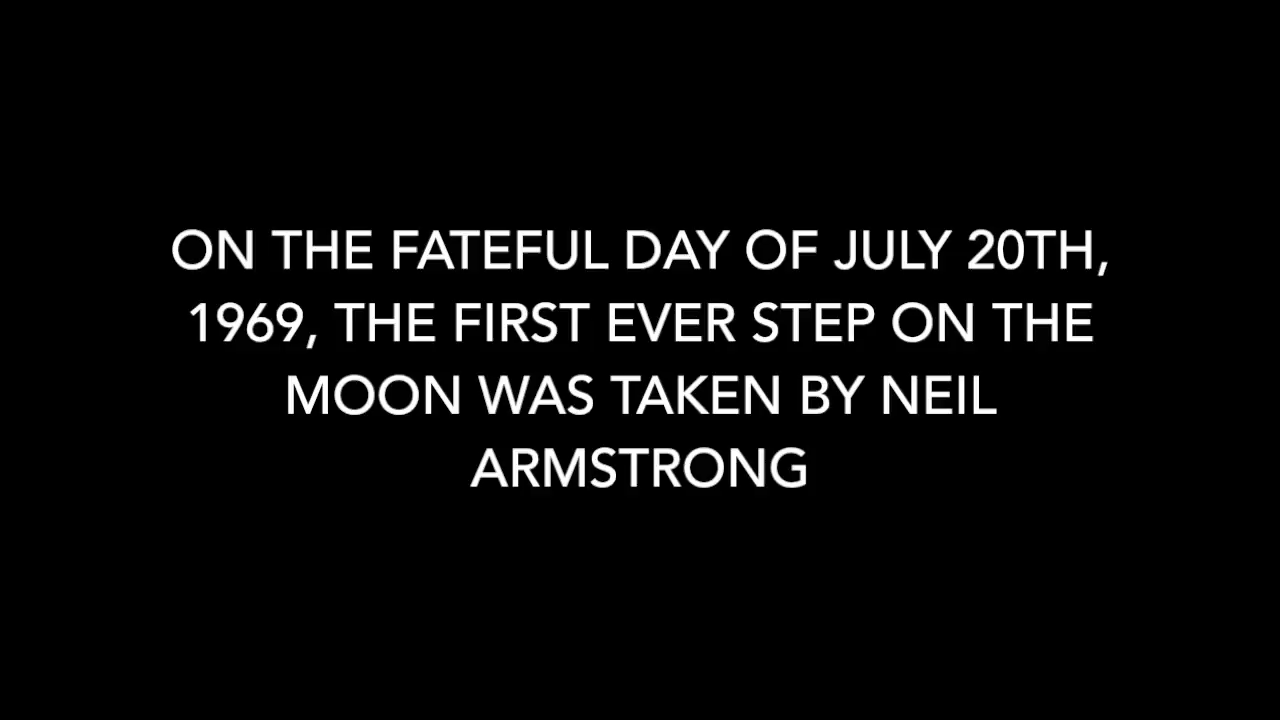 ON THE FATEFUL DAY OF JULY 20TH,
1969, THE FIRST EVER STEP ON THE
MOON WAS TAKEN BY NEIL
ARMSTRONG